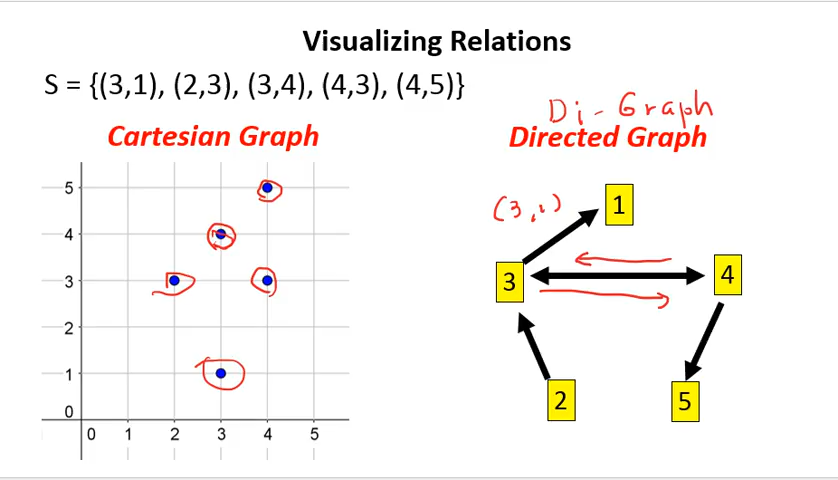 Visualizing Relations
S = {(3,1), (2,3), (3,4), (4,3), (4,5)}
Di-Graph
Cartesian Graph
Directed Graph
5
4
3
2
1
0
0 1 2 3 4 5
(3,1)
1
3
4
2
5